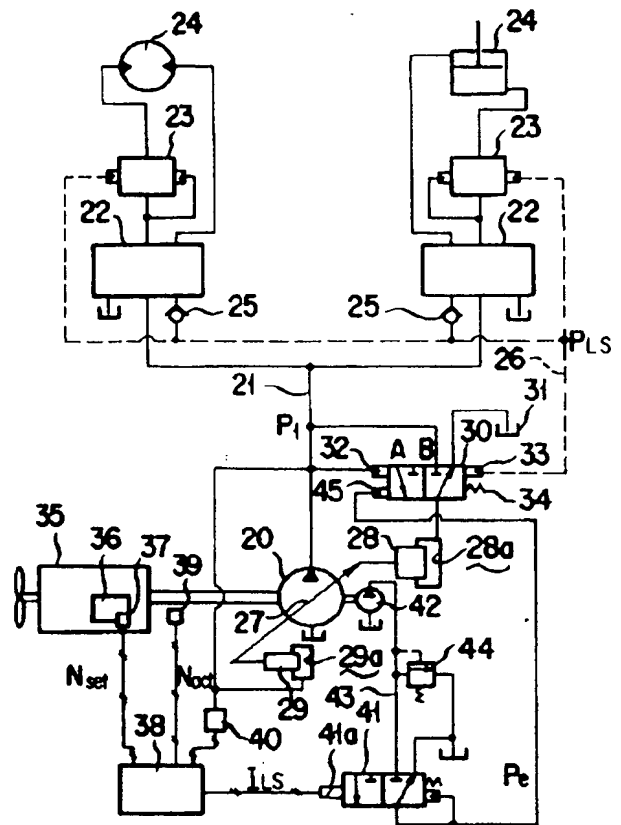 24 24
23 23
22 22
25 25
P LS
26
21 31
P1 30
32 A B 33
45 34
35 20 28 28a
36 37 39
27 42
29a 44
Nset Nact 29 43
40 41
38 41a
ILS Pe